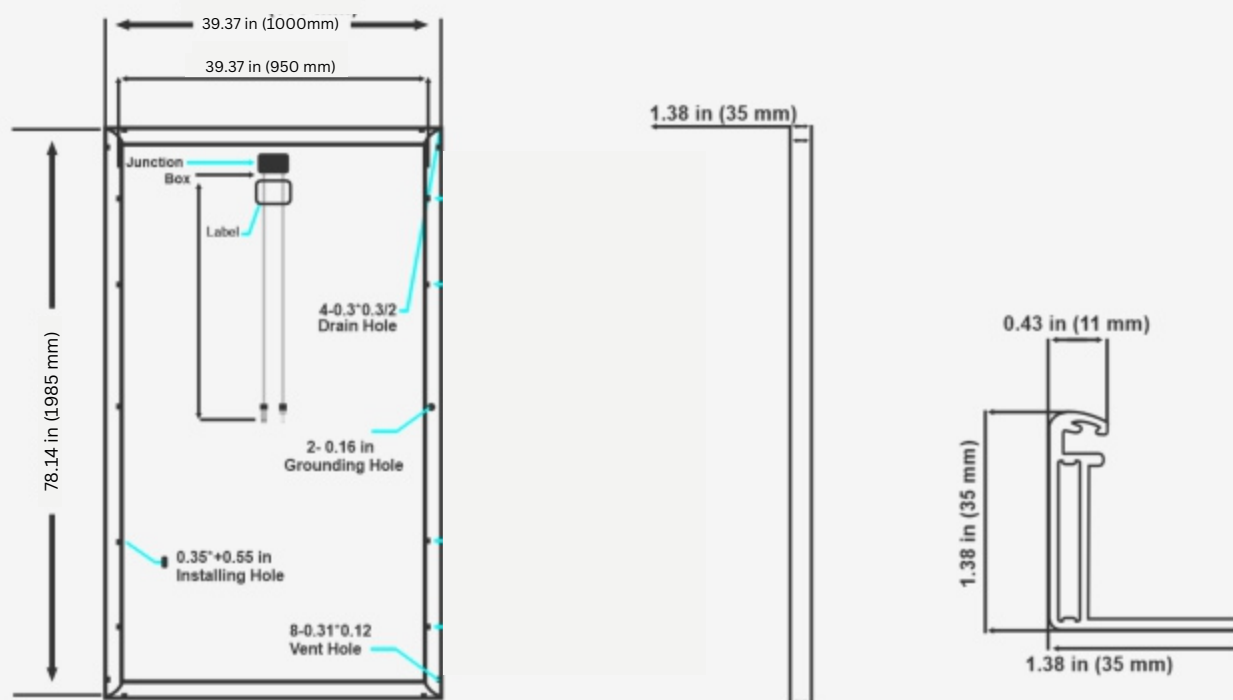 39.37 in (1000mm)
39.37 in (950 mm)
1.38 in (35 mm)
Junction
Box
Label
4-0.3*0.3/2
Drain Hole
78.14 in (1985 mm)
2- 0.16 in
Grounding Hole
0.35"+0.55 in
Installing Hole
8-0.31"0.12
Vent Hole
0.43 in (11 mm)
1.38 in (35 mm)
1.38 in (35 mm)